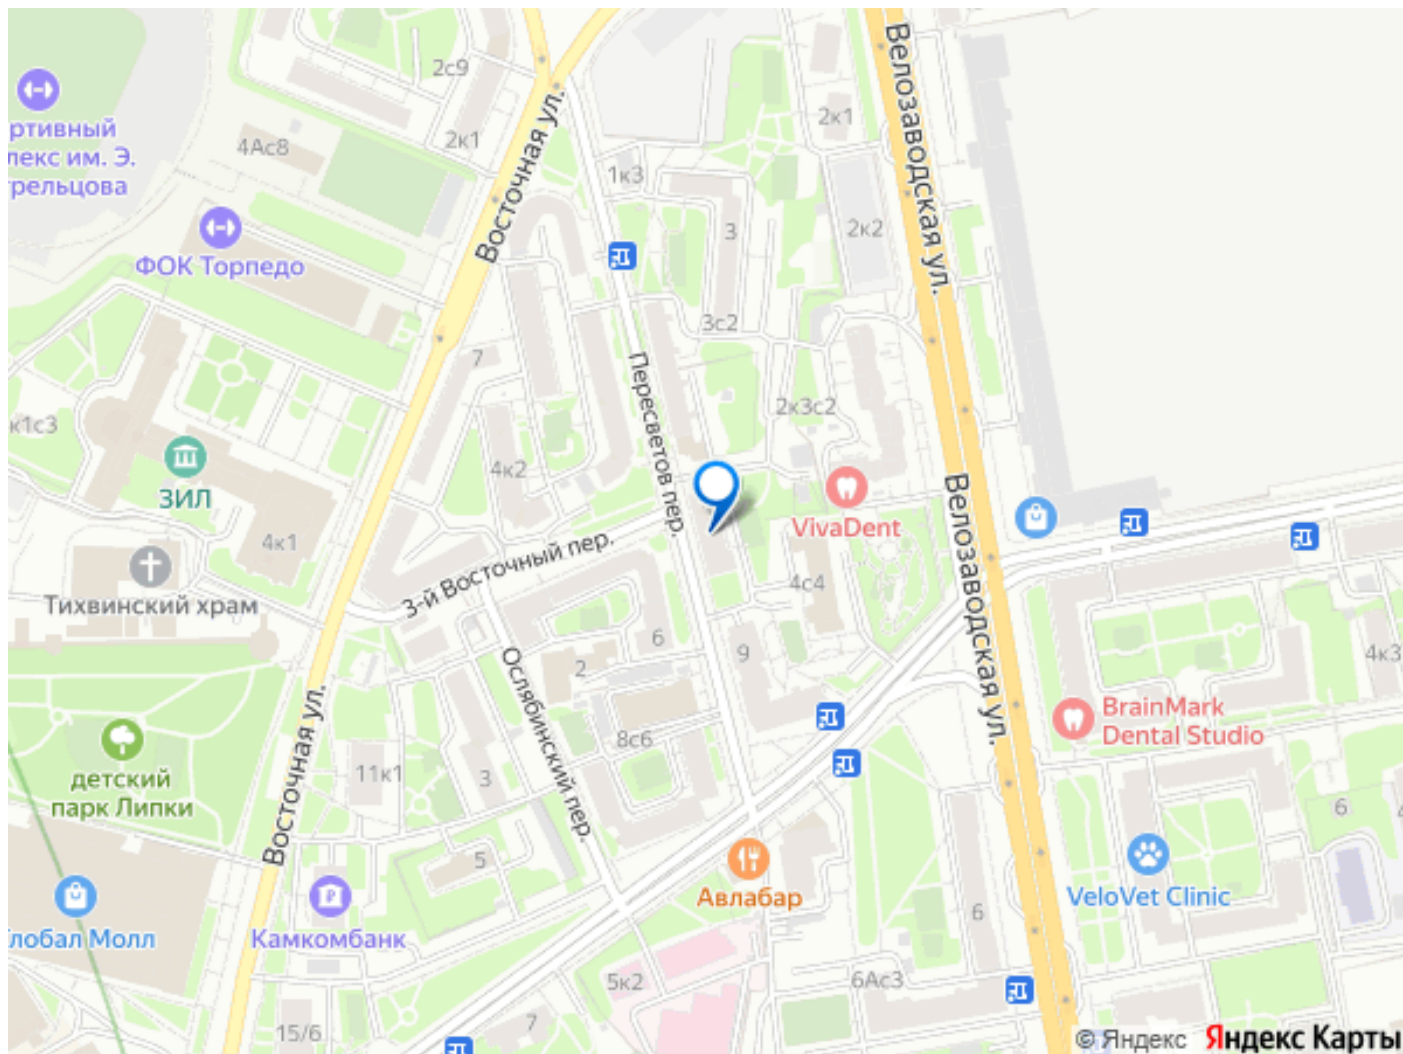 2с9
Велозаводская ул.
2к1
ртивный
лекс им. Э.
трельцова
4Ас8
2к1
Восточная ул.
1к3
3
2к2
ФОК Торпедо
3с2
7
Пересветов пер.
2к3с2
к1с3
ЗИЛ
4к2
VivaDent
Велозаводская ул.
4к1
3-й Восточный пер.
Тихвинский храм
4с4
6
9
2
4к3
Ослябинский пер.
Восточная ул.
BrainMark
Dental Studio
8с6
11к1
3
детский
парк Липки
6
5
Авлабар
VeloVet Clinic
6
Глобал Молл
Камкомбанк
5к2
6Ас3
7
15/6
© Яндекс Яндекс Карты